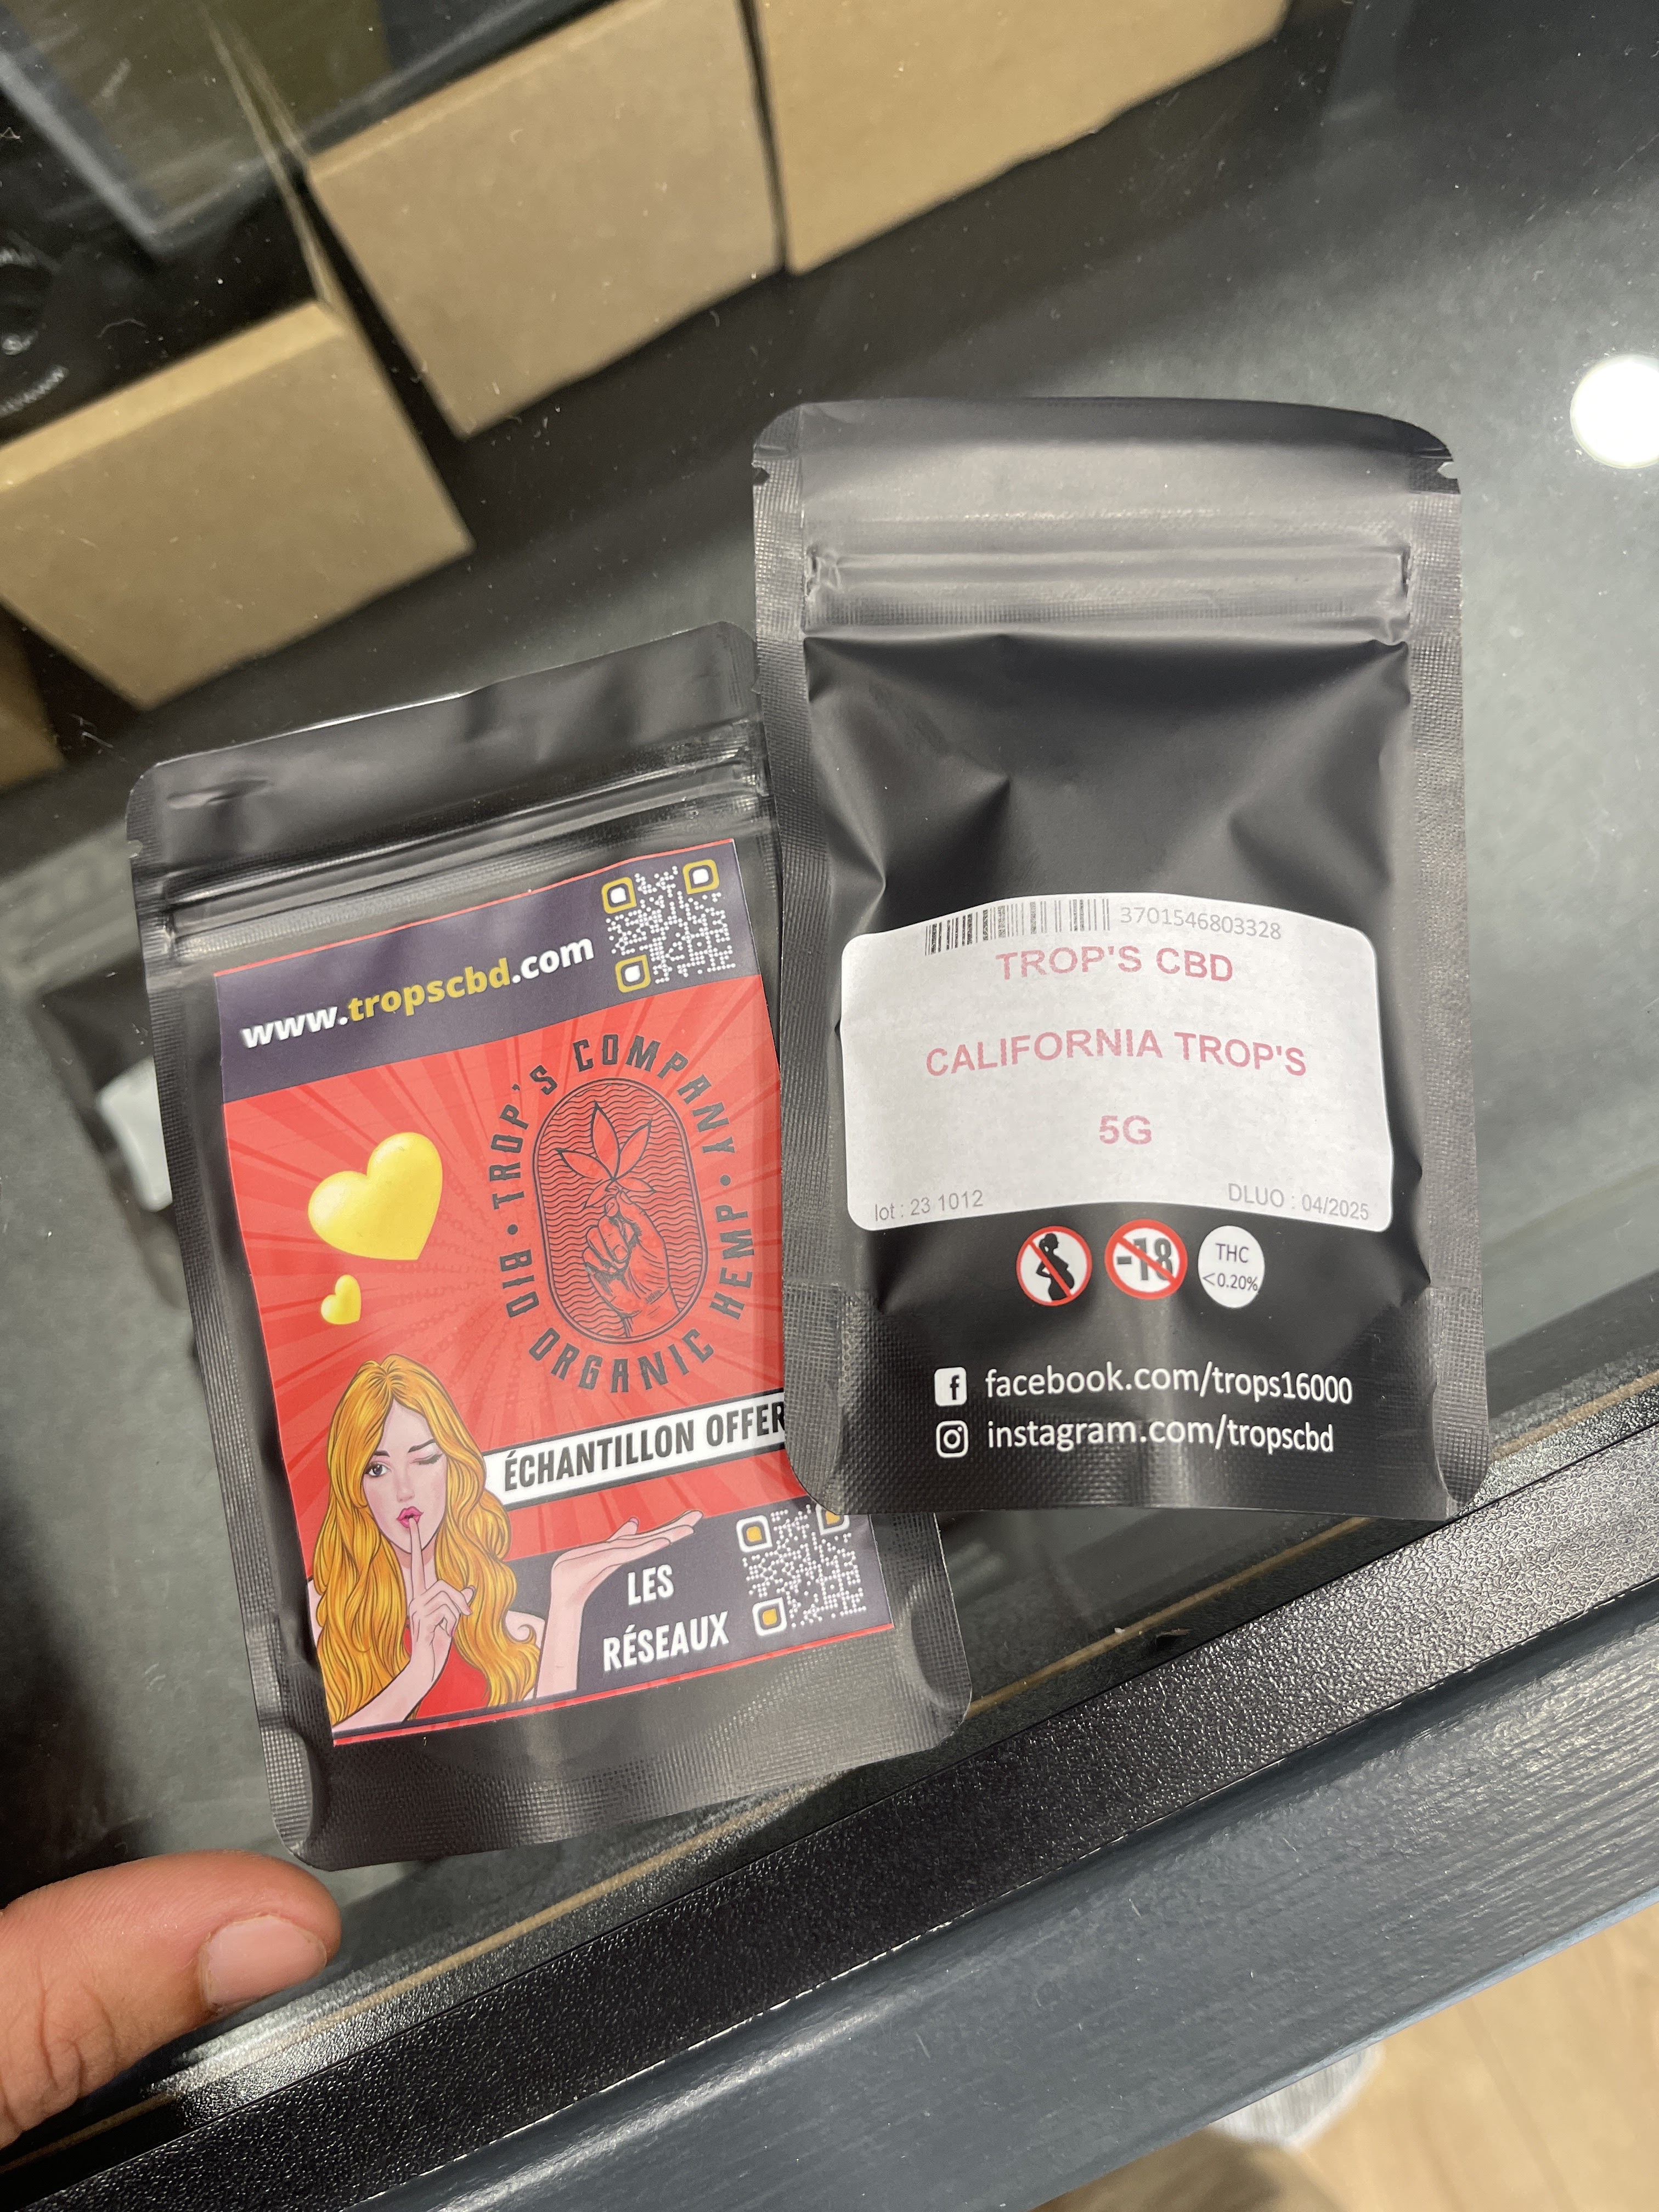 www.tropscbd.com
TROP'S COMPANY • BIO ORGANIC HEMP •
ÉCHANTILLON OFFER
LES
RÉSEAUX
3701546803328
TROP'S CBD
CALIFORNIA TROP'S
5G
lot : 23 1012
DLUO : 04/2025
-18
THC
<0.20%
facebook.com/trops16000
instagram.com/tropscbd